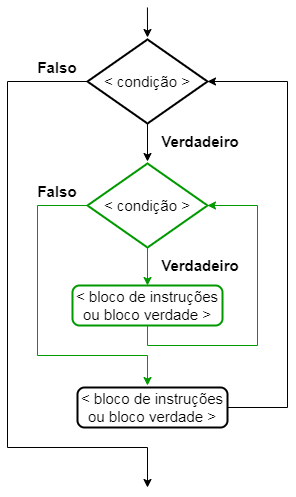 Falso
< condição >
Verdadeiro
Falso
< condição >
Verdadeiro
< bloco de instruções
ou bloco verdade >
< bloco de instruções
ou bloco verdade >